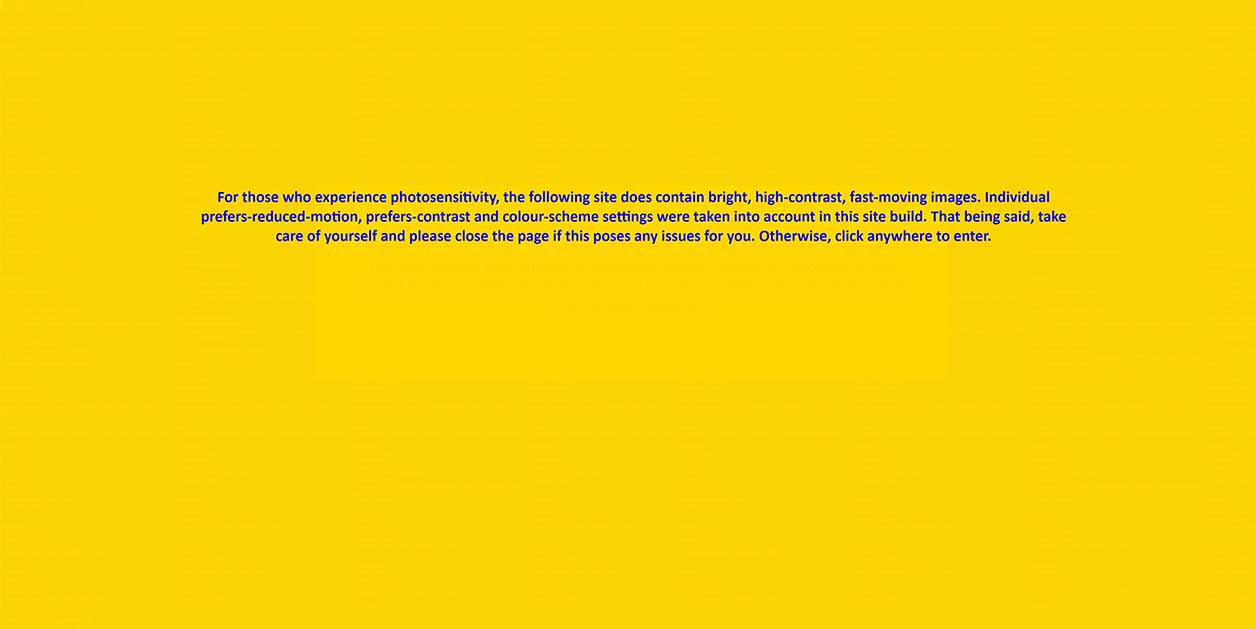 For those who experience photosensitivity, the following site does contain bright, high-contrast, fast-moving images. Individual
prefers-reduced-motion, prefers-contrast and colour-scheme settings were taken into account in this site build. That being said, take
care of yourself and please close the page if this poses any issues for you. Otherwise, click anywhere to enter.